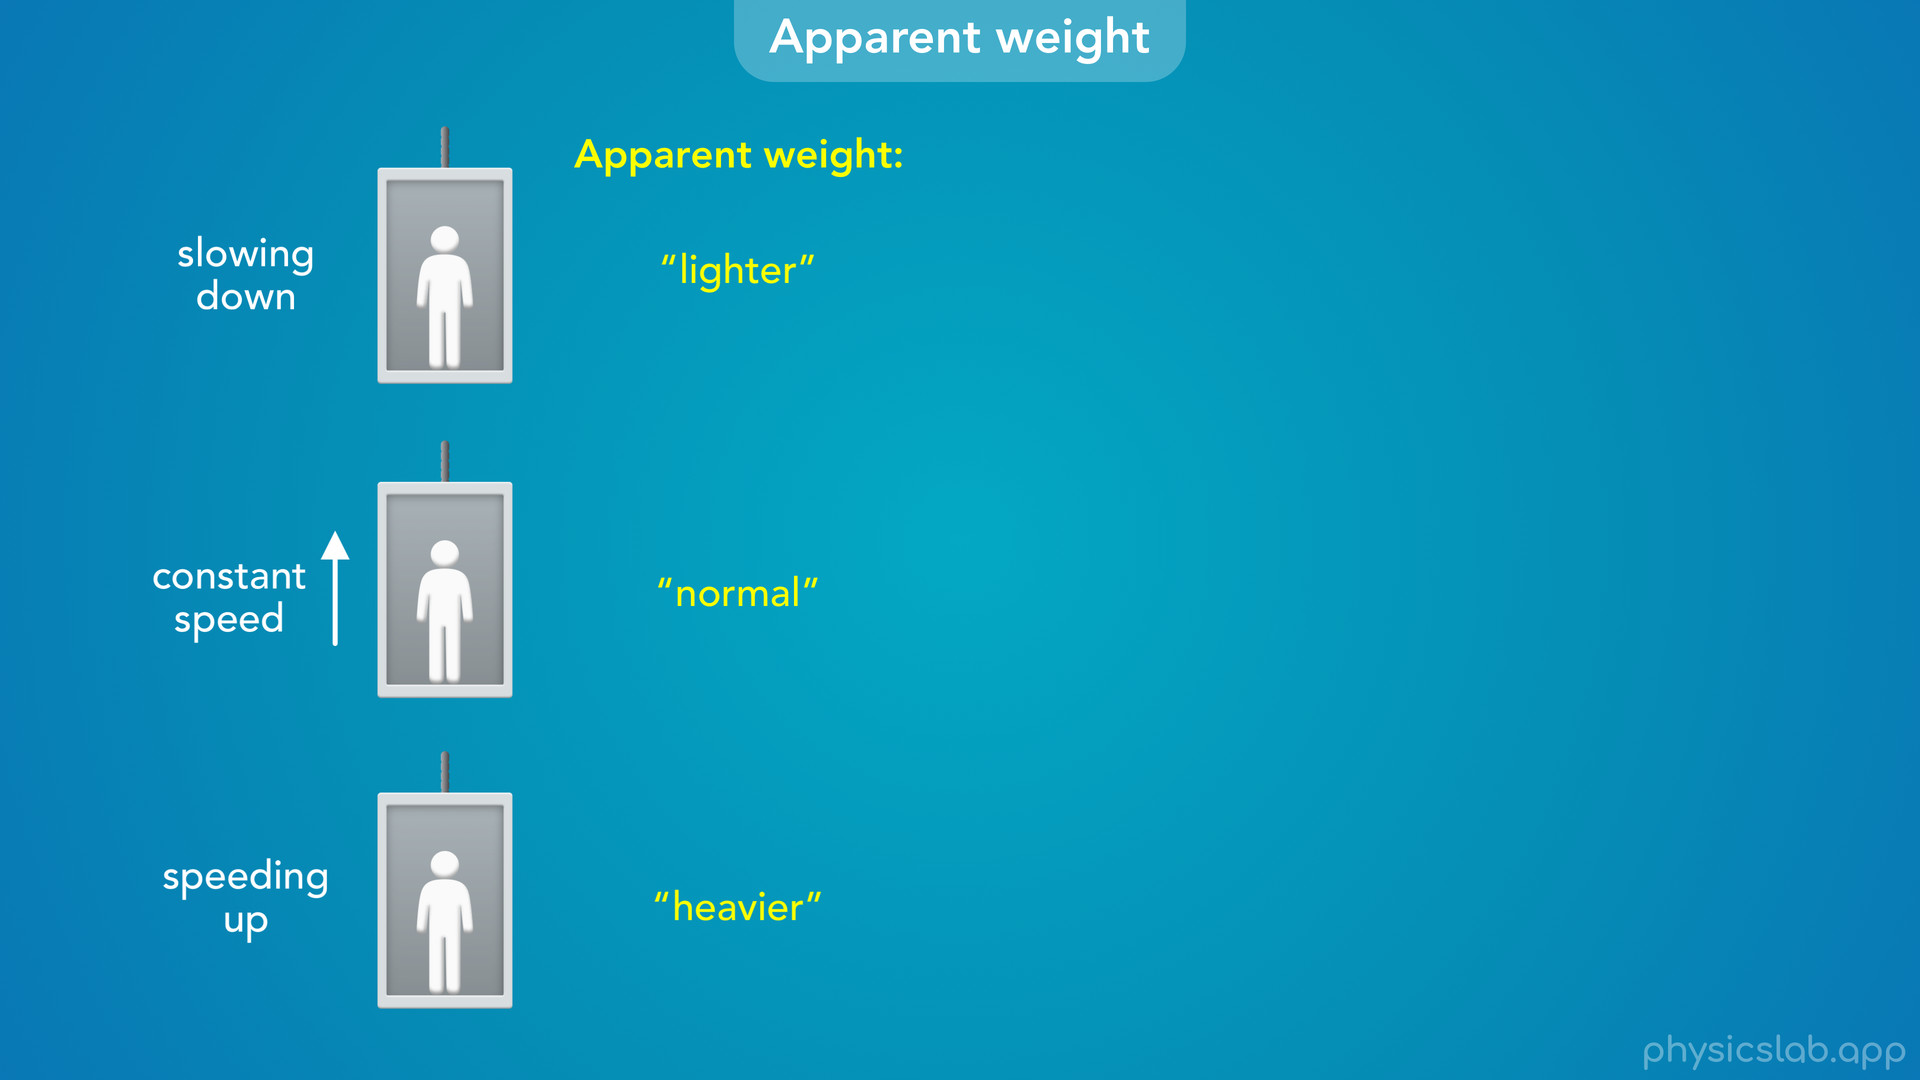 Apparent weight
Apparent weight:
slowing
down
“lighter”
constant
speed
“normal”
speeding
up
“heavier”
physicslab.app